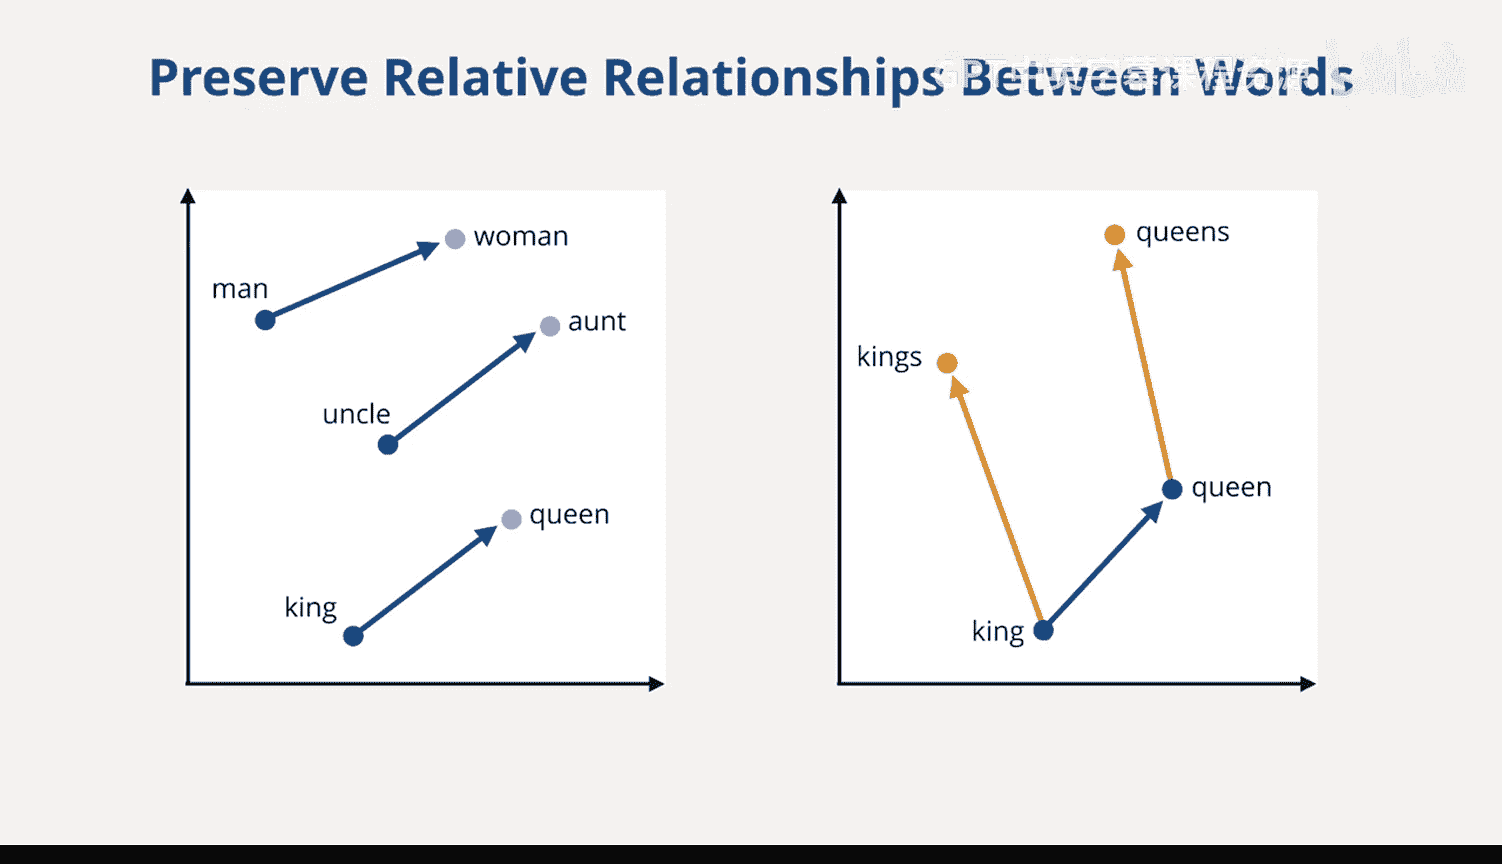 Preserve Relative Relationships Between Words
woman
man
aunt
uncle
queen
king
queens
kings
queen
king